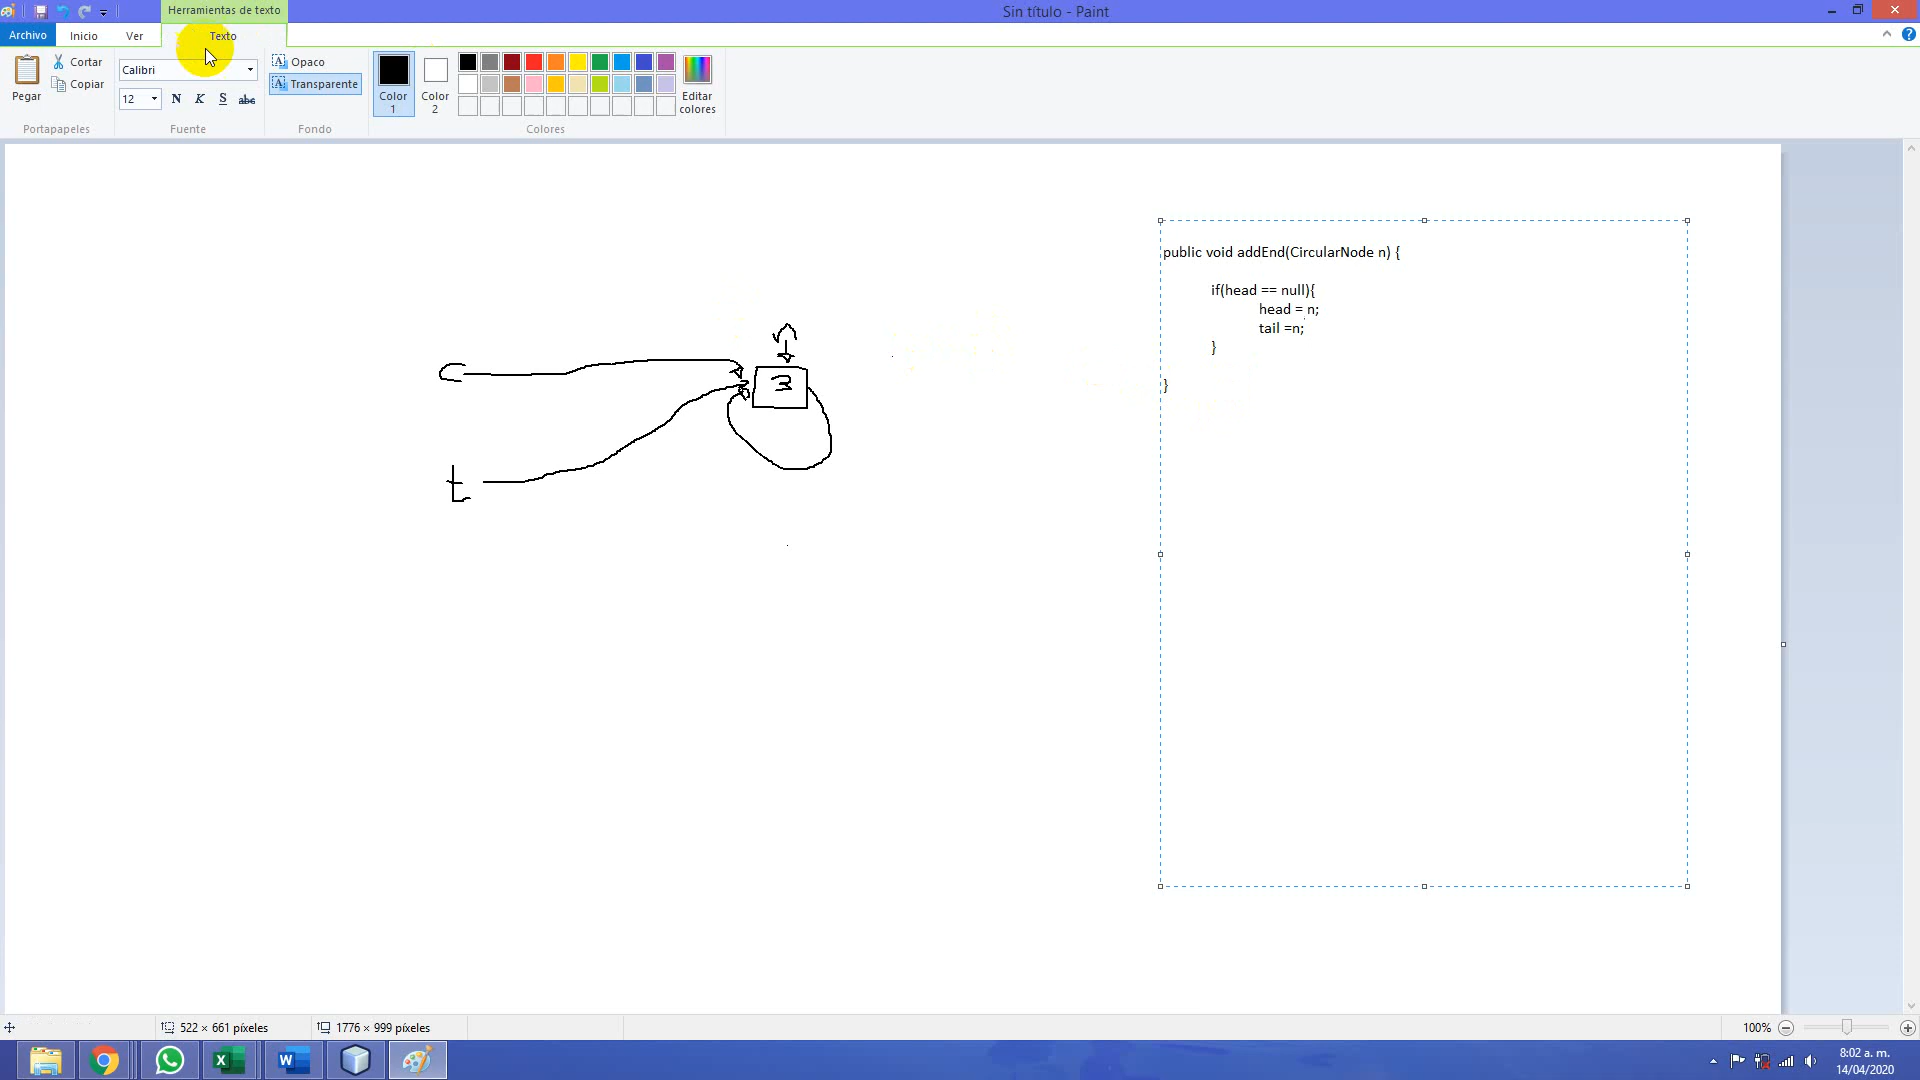 Herramientas de texto
Sin título - Paint
Archivo
Inicio
Ver
Texto
Pegar
Cortar
Copiar
Portapapeles
Calibri
12
N K S abc
Fuente
Opaco
Transparente
Fondo
Color 1
Color 2
Editar colores
Colores
public void addEnd(CircularNode n) {
if(head == null){
head = n;
tail =n;
}
}
C
n
3
t
522 × 661 píxeles
1776 × 999 píxeles
100%
8:02 a. m.
14/04/2020